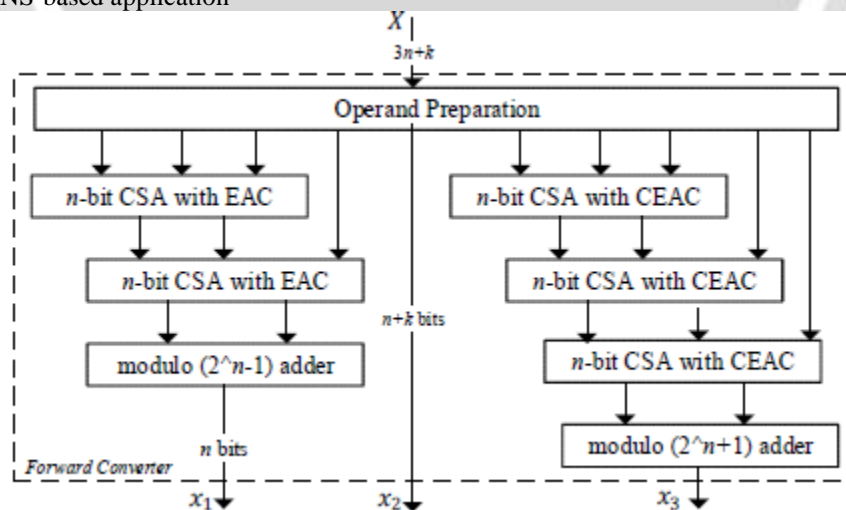 NS-based application
X
3n+k
Operand Preparation
n-bit CSA with EAC
n-bit CSA with CEAC
n-bit CSA with EAC
n-bit CSA with CEAC
n+k bits
modulo (2^n-1) adder
n-bit CSA with CEAC
n bits
modulo (2^n+1) adder
Forward Converter
x₁
x₂
x₃